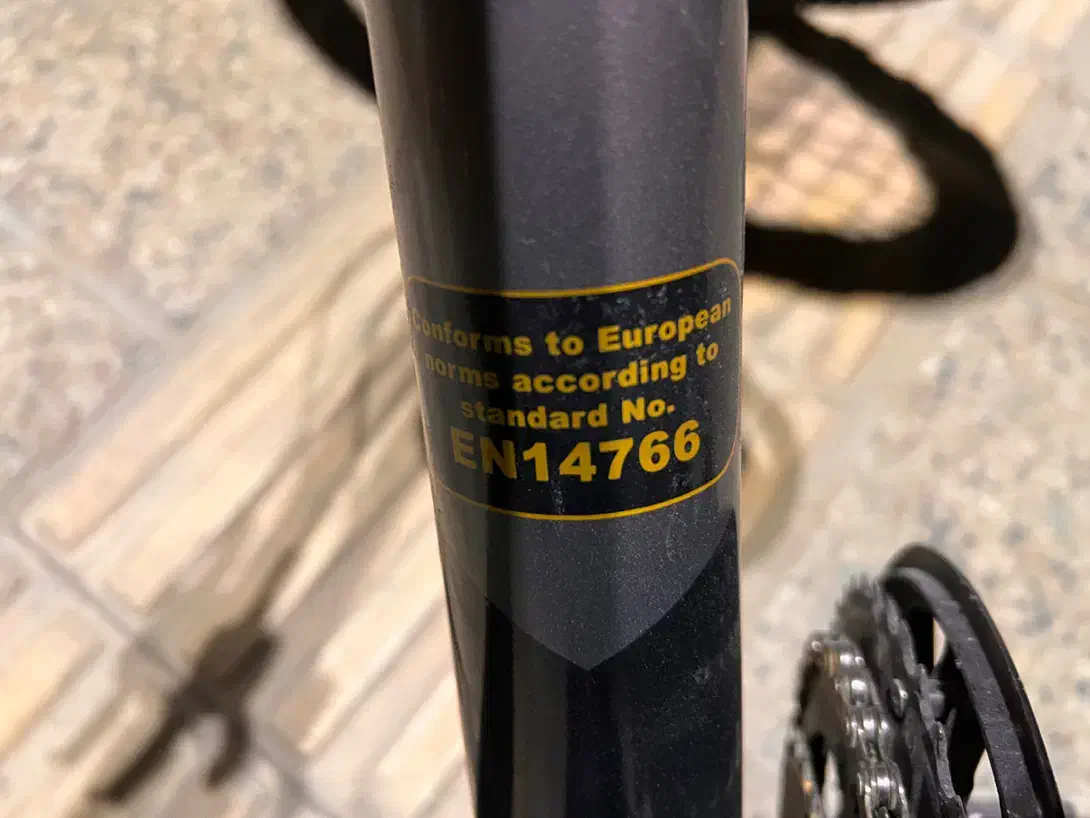 Conforms to European
norms according to
standard No.
EN14766